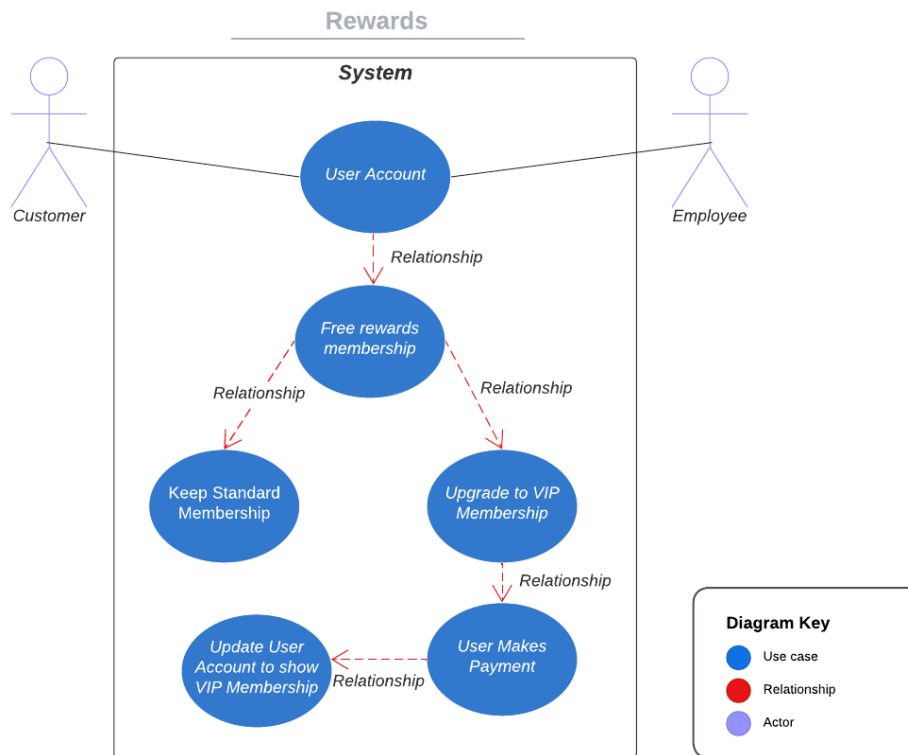 Rewards
System
User Account
Customer
Employee
Relationship
Free rewards
membership
Relationship
Relationship
Keep Standard
Membership
Upgrade to VIP
Membership
Relationship
Update User
Account to show
VIP Membership
Relationship
User Makes
Payment
Diagram Key
Use case
Relationship
Actor